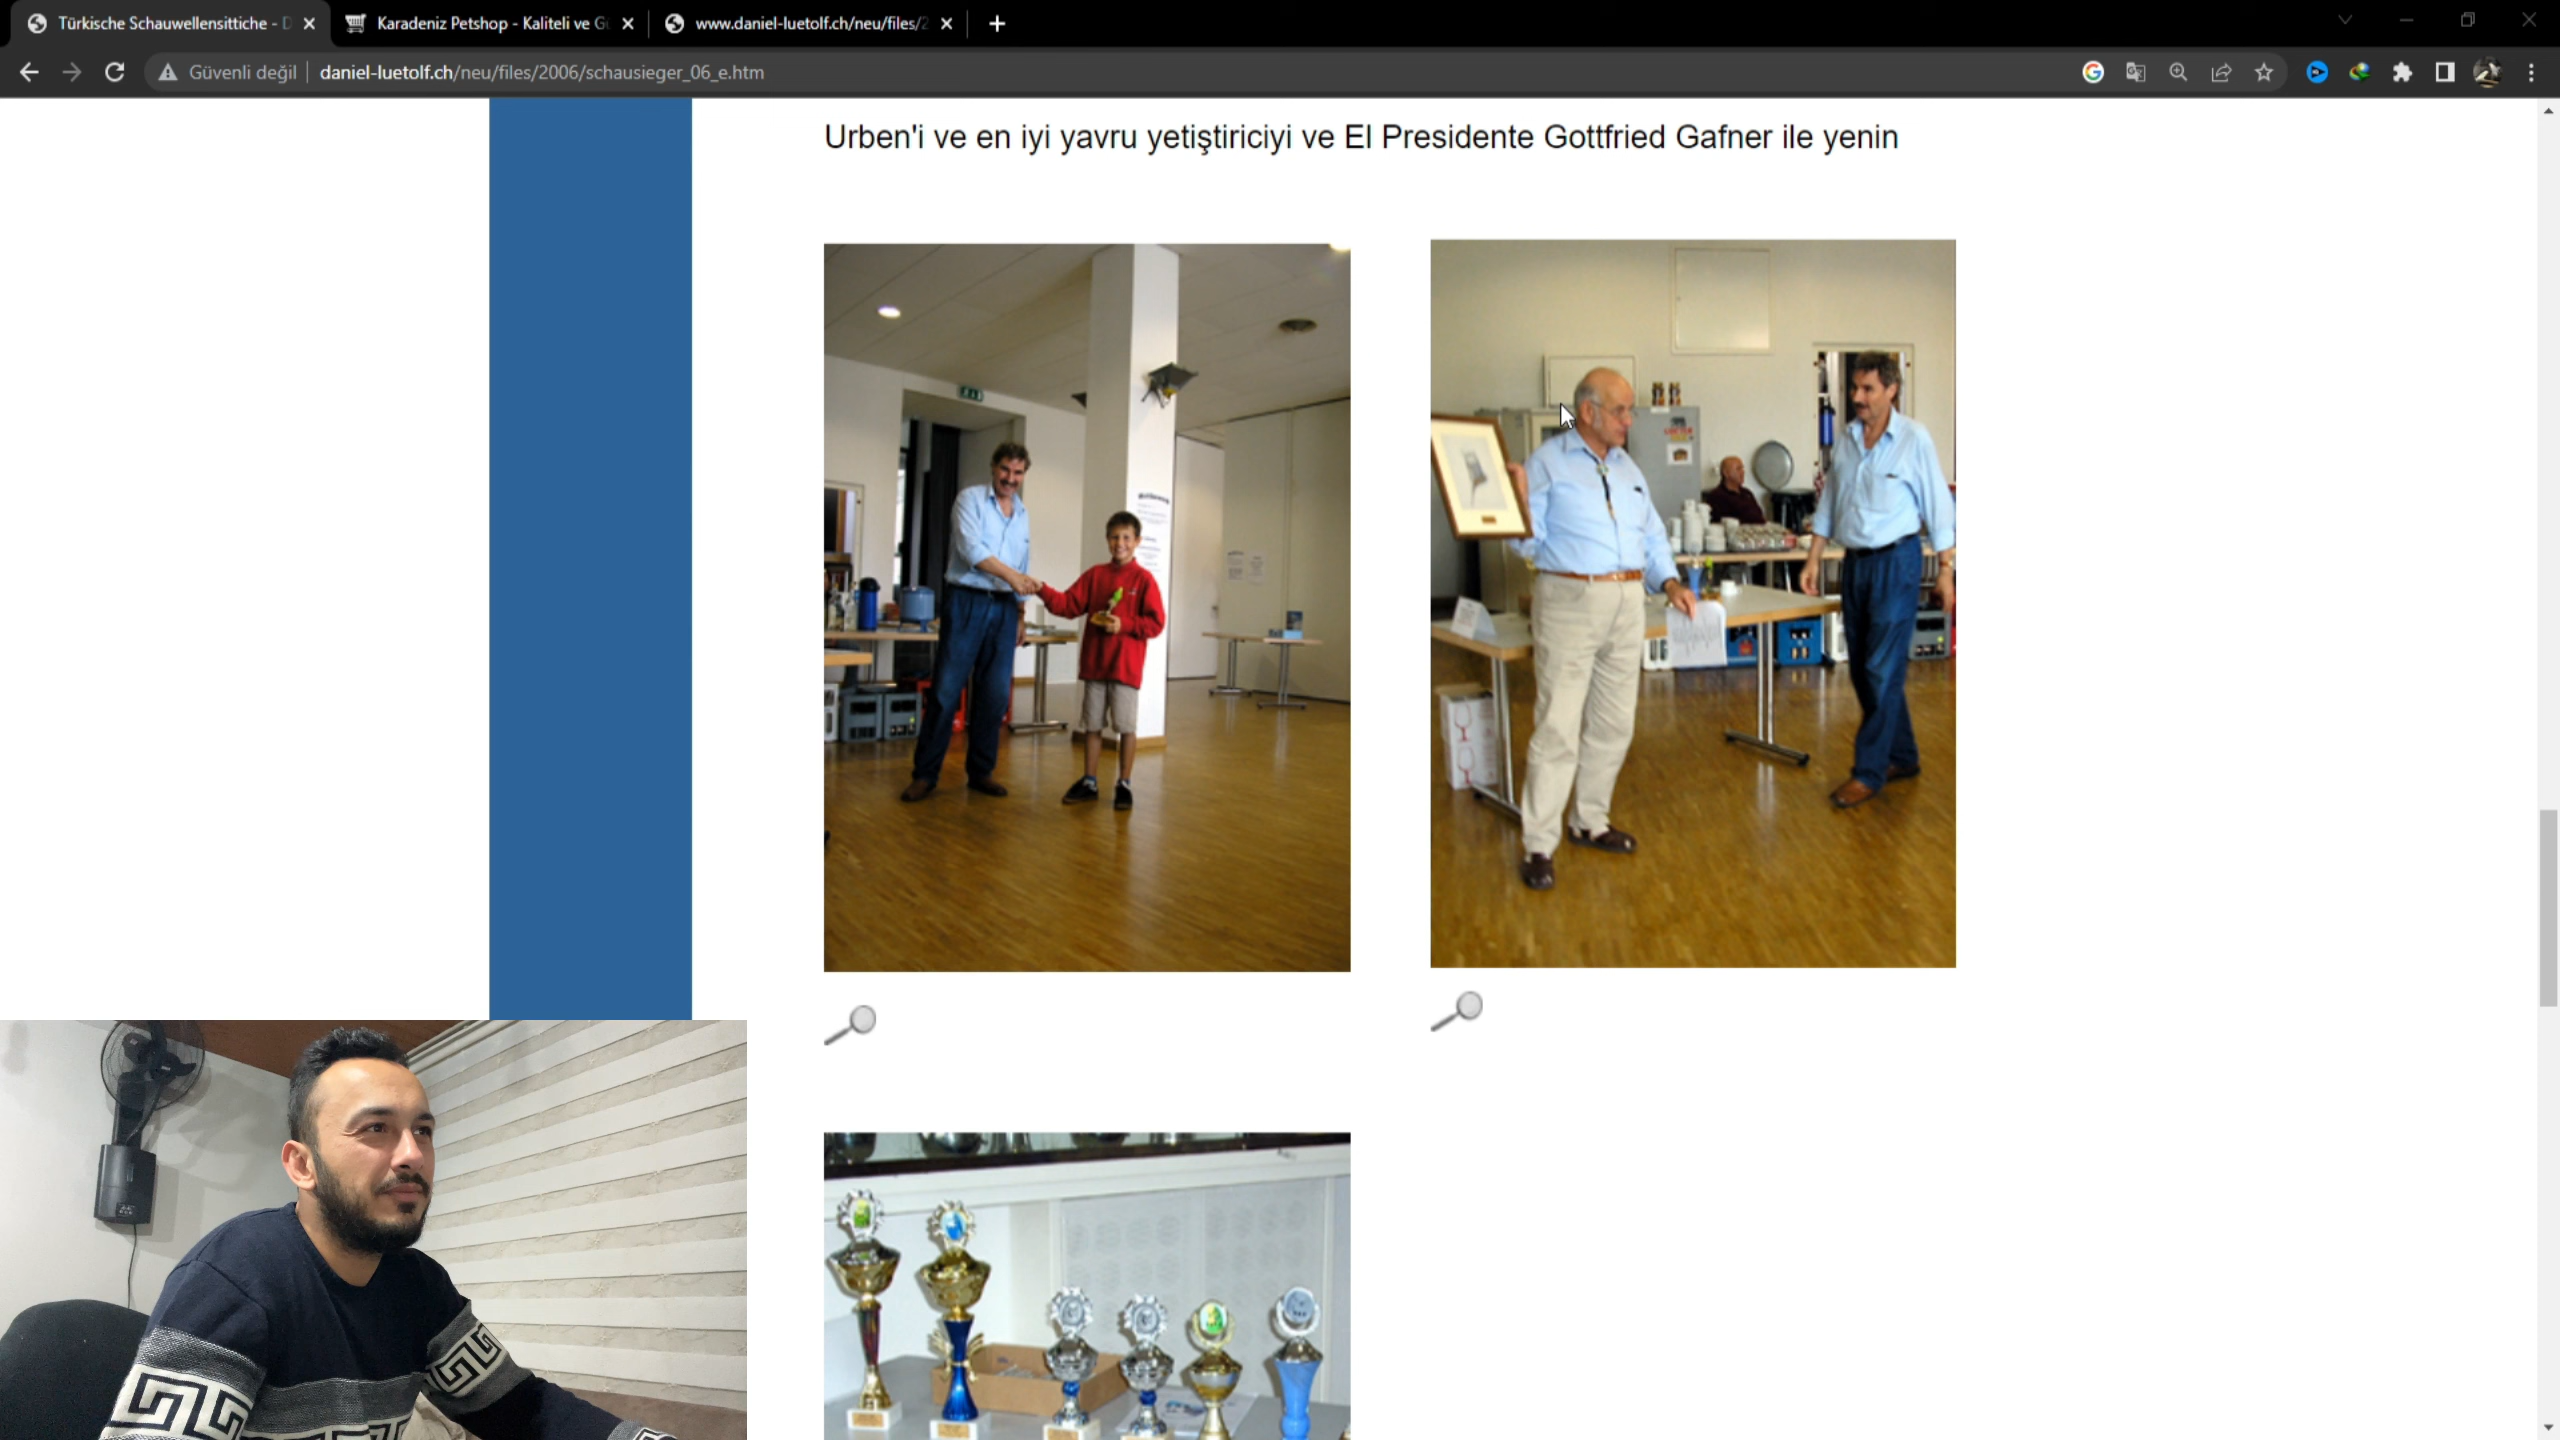 Türkische Schauwellensittiche - D
Karadeniz Petshop - Kaliteli ve Gü
www.daniel-luetolf.ch/neu/files/2
Güvenli değil
daniel-luetolf.ch/neu/files/2006/schausieger_06_e.htm
Urben'i ve en iyi yavru yetiştiriciyi ve El Presidente Gottfried Gafner ile yenin